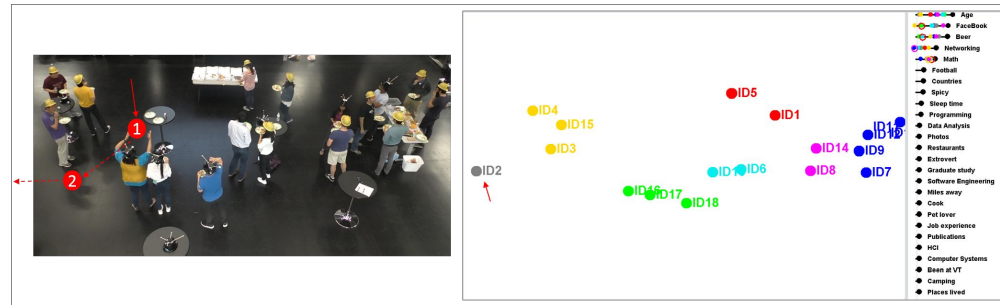 1
2
ID4
ID15
ID3
ID2
ID5
ID1
ID16
ID17
ID18
ID6
ID14
ID8
ID12
ID9
ID7
Age
FaceBook
Beer
Networking
Math
Football
Countries
Spicy
Sleep time
Programming
Data Analysis
Photos
Restaurants
Extrovert
Graduate study
Software Engineering
Miles away
Cook
Pet lover
Job experience
Publications
HCI
Computer Systems
Been at VT
Camping
Places lived